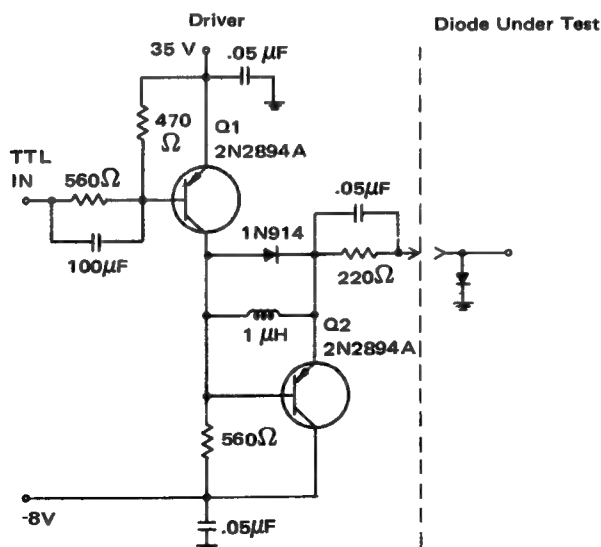 Driver
Diode Under Test
35 V
.05 µF
470
Ω
Q1
2N2894A
TTL
IN
560Ω
100µF
1N914
.05µF
220Ω
1 µH
Q2
2N2894A
560Ω
-8V
.05µF